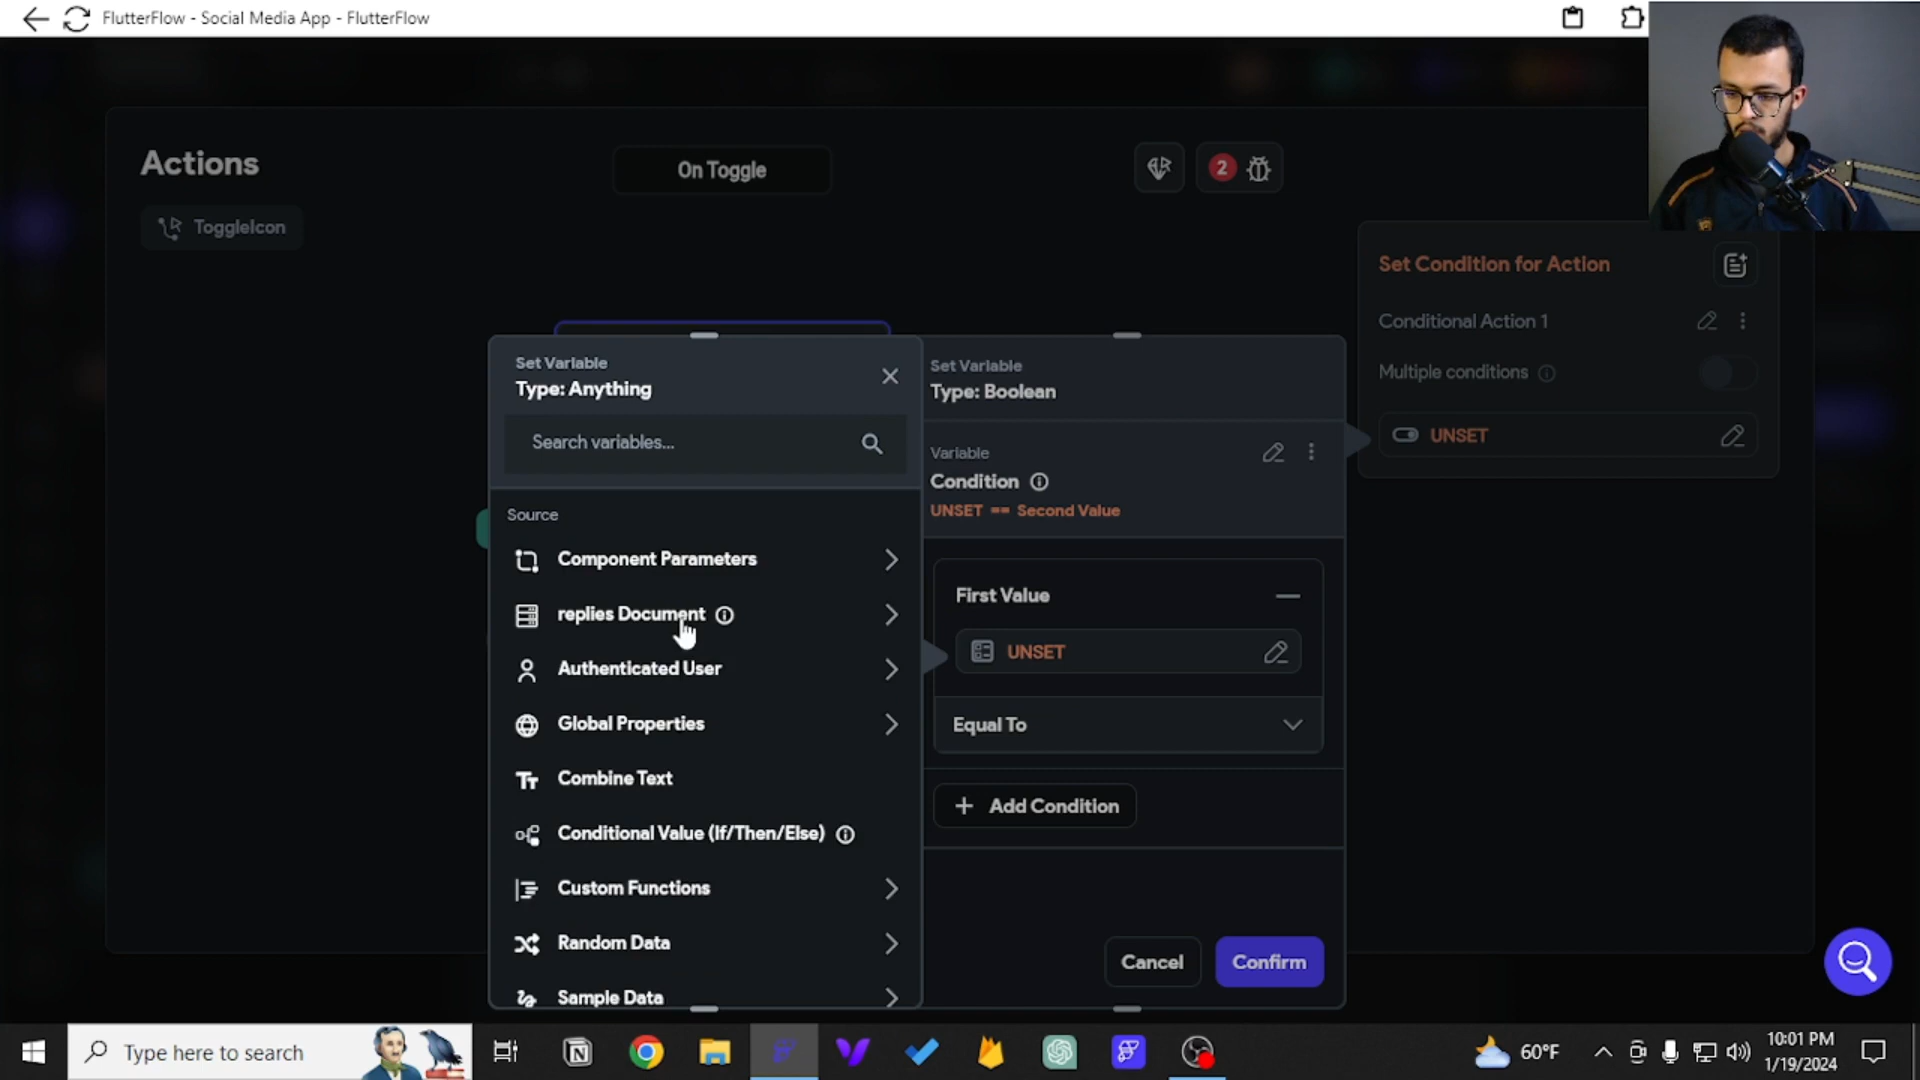 FlutterFlow - Social Media App - FlutterFlow
Actions
On Toggle
2
ToggleIcon
Set Condition for Action
Conditional Action 1
Multiple conditions
UNSET
Set Variable
Type: Anything
Search variables...
Source
Component Parameters
replies Document
Authenticated User
Global Properties
Combine Text
Conditional Value (If/Then/Else)
Custom Functions
Random Data
Sample Data
Set Variable
Type: Boolean
Variable
Condition
UNSET == Second Value
First Value
UNSET
Equal To
+ Add Condition
Cancel
Confirm
Type here to search
60°F
10:01 PM
1/19/2024